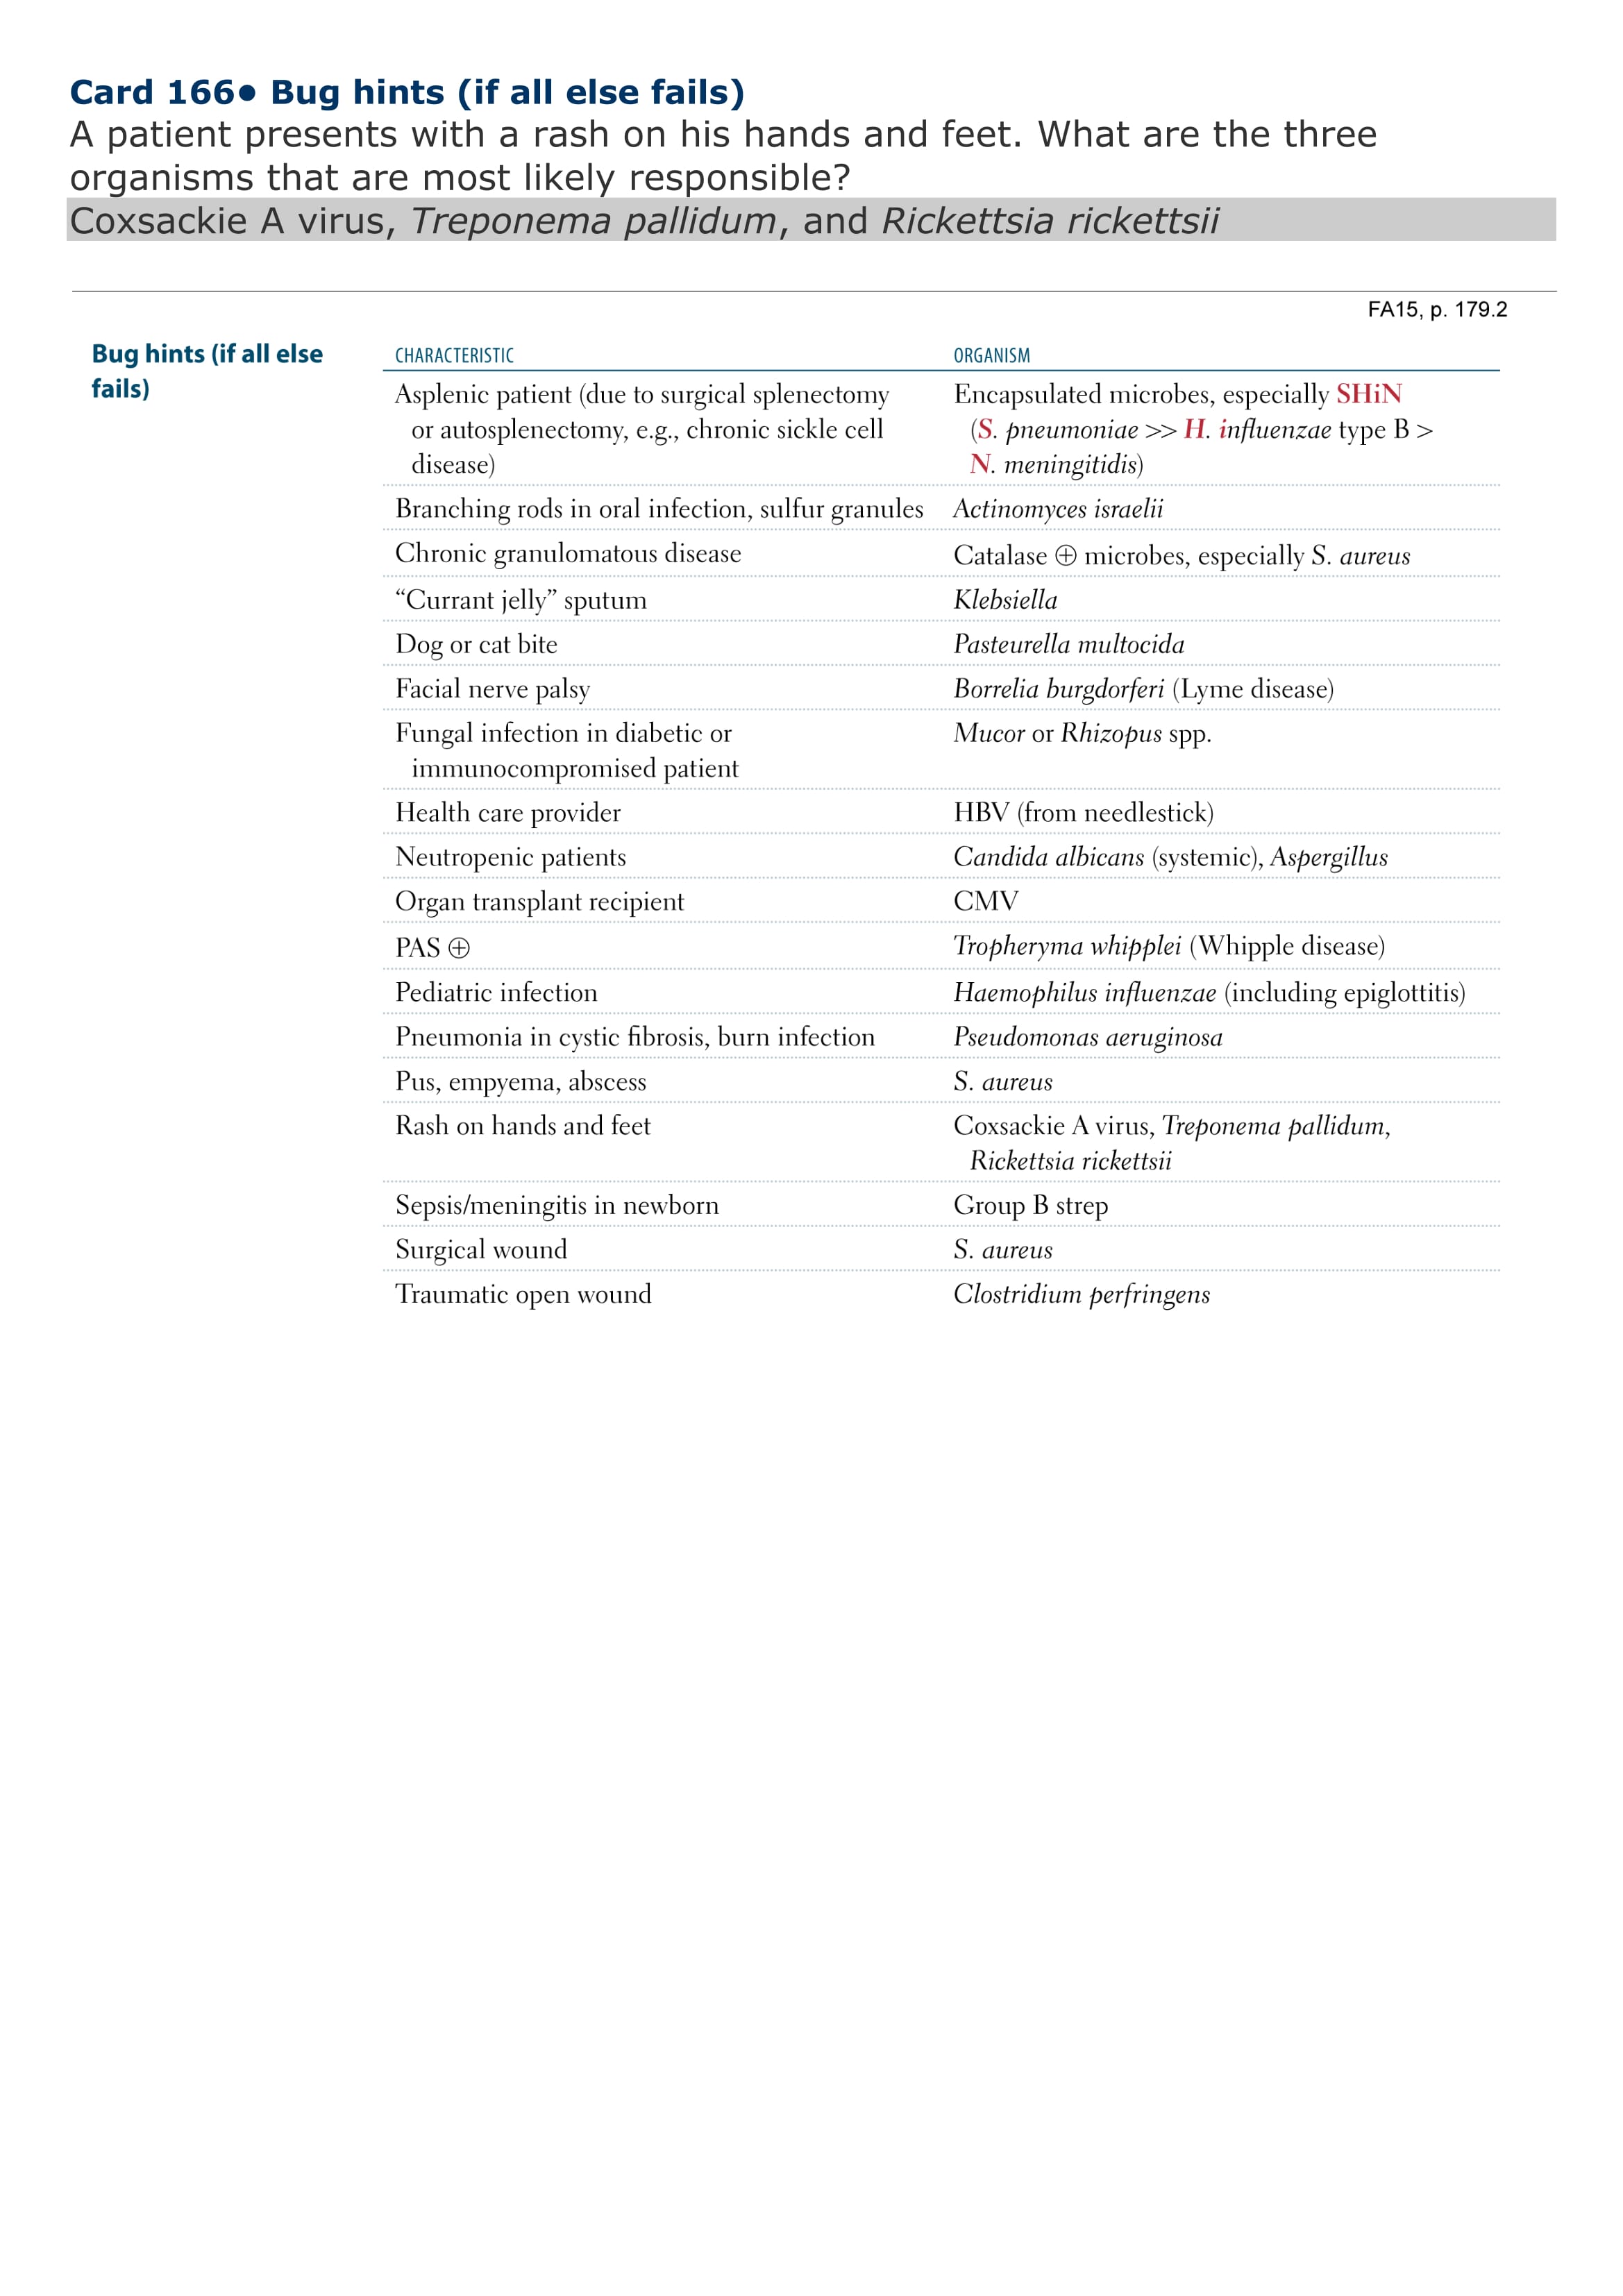 Card 166• Bug hints (if all else fails)
A patient presents with a rash on his hands and feet. What are the three
organisms that are most likely responsible?
Coxsackie A virus, Treponema pallidum, and Rickettsia rickettsii
FA15, p. 179.2
Bug hints (if all else
fails)
CHARACTERISTIC ORGANISM
Asplenic patient (due to surgical splenectomy
or autosplenectomy, e.g., chronic sickle cell
disease)
Encapsulated microbes, especially SHiN
(S. pneumoniae >> H. influenzae type B >
N. meningitidis)
Branching rods in oral infection, sulfur granules Actinomyces israelii
Chronic granulomatous disease Catalase ⊕ microbes, especially S. aureus
“Currant jelly” sputum Klebsiella
Dog or cat bite Pasteurella multocida
Facial nerve palsy Borrelia burgdorferi (Lyme disease)
Fungal infection in diabetic or
immunocompromised patient
Mucor or Rhizopus spp.
Health care provider HBV (from needlestick)
Neutropenic patients Candida albicans (systemic), Aspergillus
Organ transplant recipient CMV
PAS ⊕ Tropheryma whipplei (Whipple disease)
Pediatric infection Haemophilus influenzae (including epiglottitis)
Pneumonia in cystic fibrosis, burn infection Pseudomonas aeruginosa
Pus, empyema, abscess S. aureus
Rash on hands and feet Coxsackie A virus, Treponema pallidum,
Rickettsia rickettsii
Sepsis/meningitis in newborn Group B strep
Surgical wound S. aureus
Traumatic open wound Clostridium perfringens